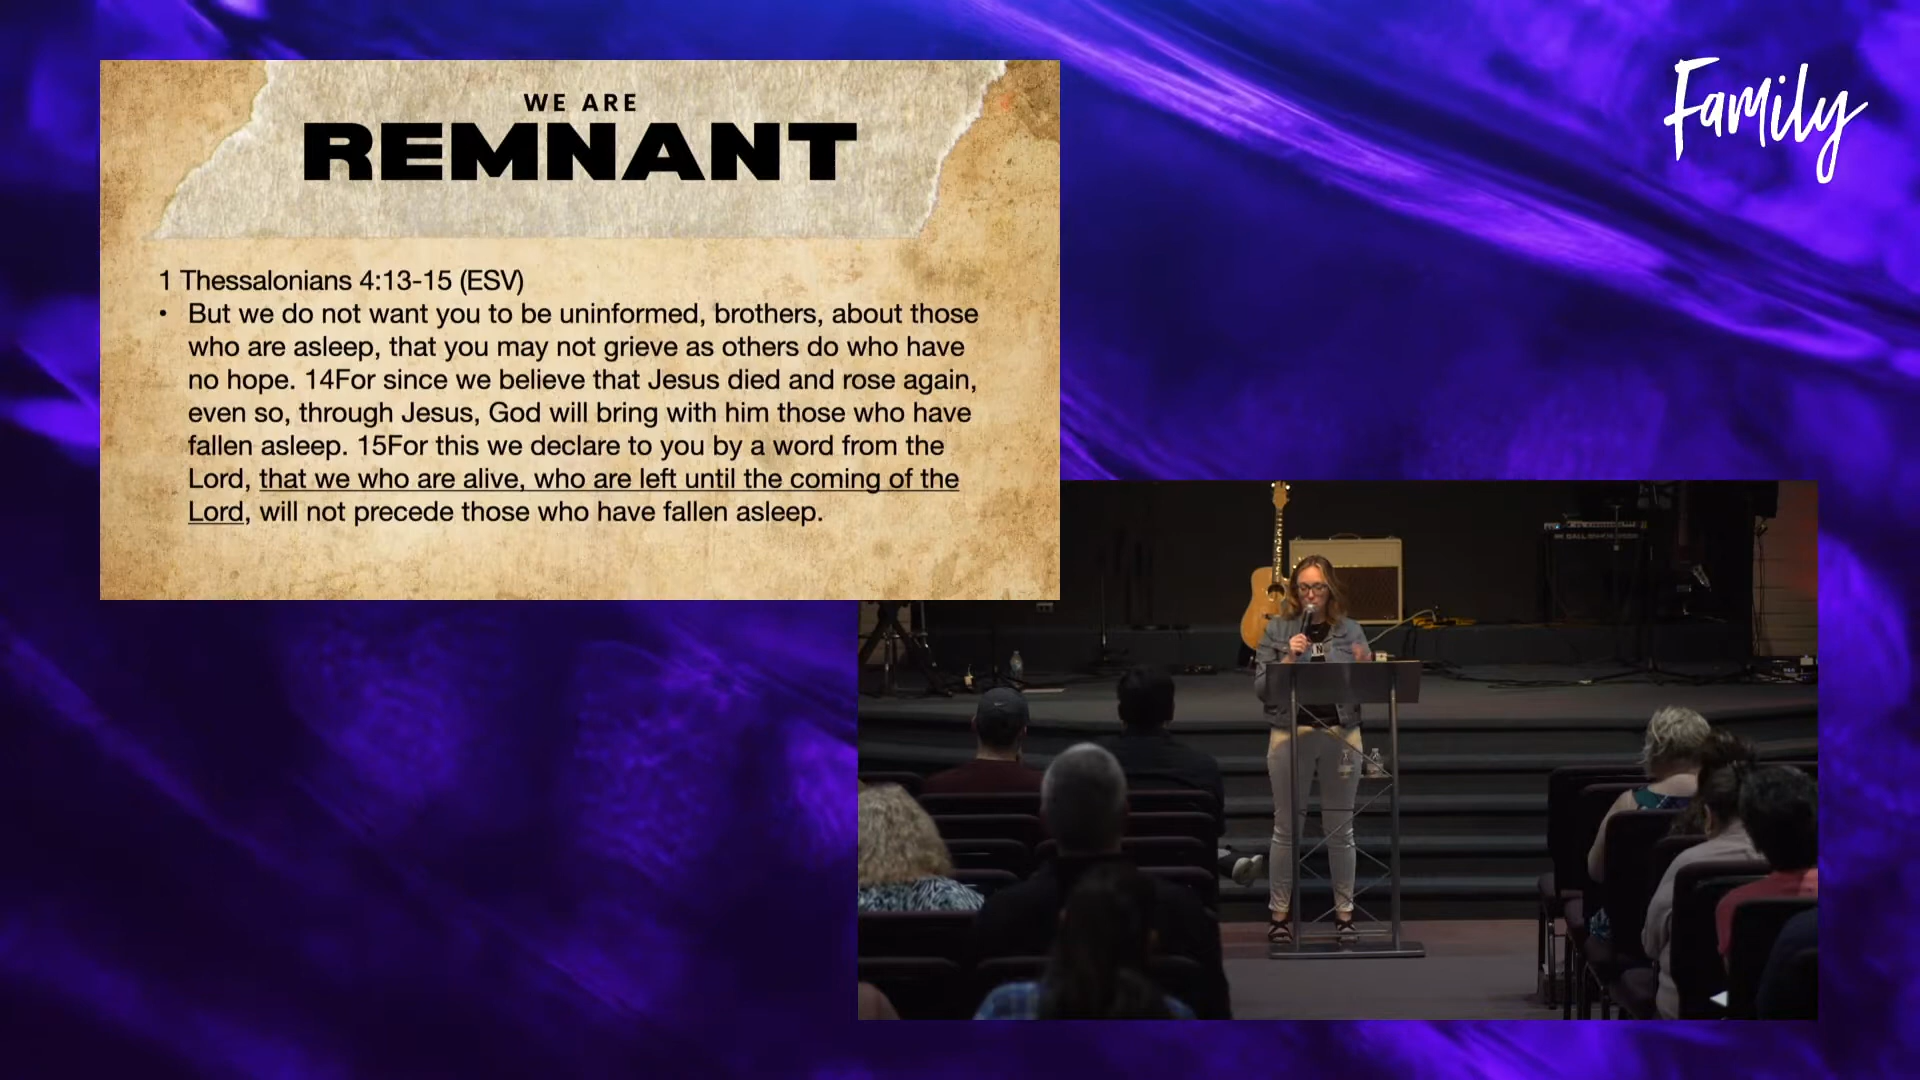 WE ARE
REMNANT
Family
1 Thessalonians 4:13-15 (ESV)
• But we do not want you to be uninformed, brothers, about those
who are asleep, that you may not grieve as others do who have
no hope. 14For since we believe that Jesus died and rose again,
even so, through Jesus, God will bring with him those who have
fallen asleep. 15For this we declare to you by a word from the
Lord, that we who are alive, who are left until the coming of the
Lord, will not precede those who have fallen asleep.